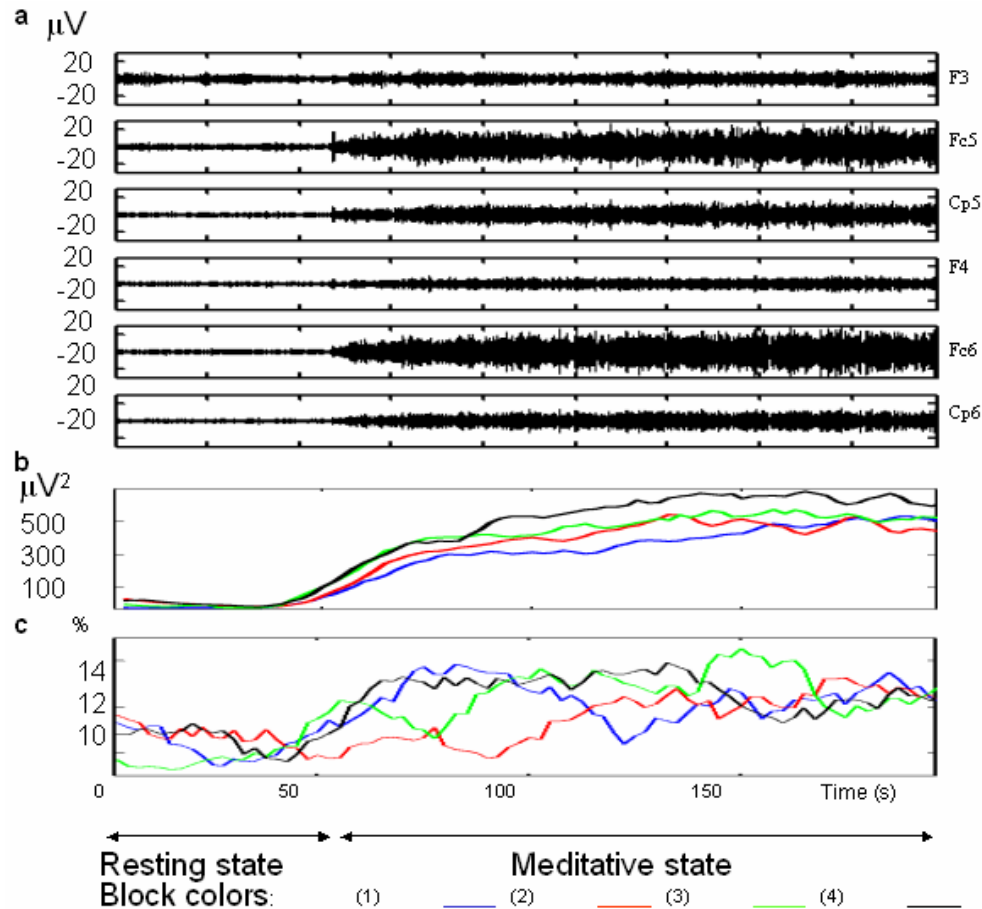 a μV
20
-20
F3
20
-20
Fc5
20
-20
Cp5
20
-20
F4
20
-20
Fc6
20
-20
Cp6
b
μV²
500
300
100
c %
14
12
10
0 50 100 150 Time (s)
Resting state Meditative state
Block colors: (1) (2) (3) (4)